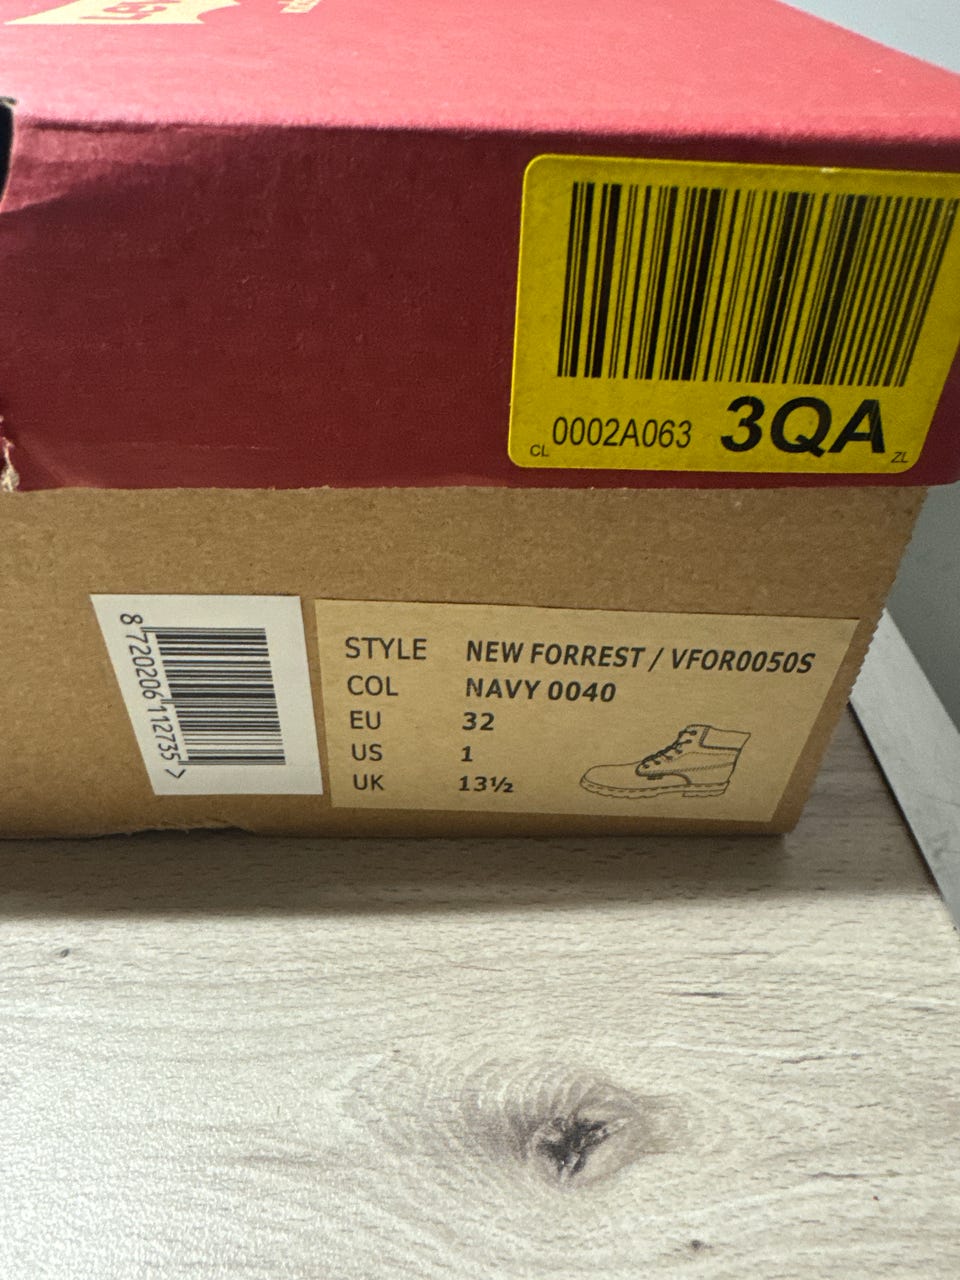 0002A063 3QA
CL
ZL
8 720206 112735 >
STYLE NEW FORREST / VFOR0050S
COL NAVY 0040
EU 32
US 1
UK 13½